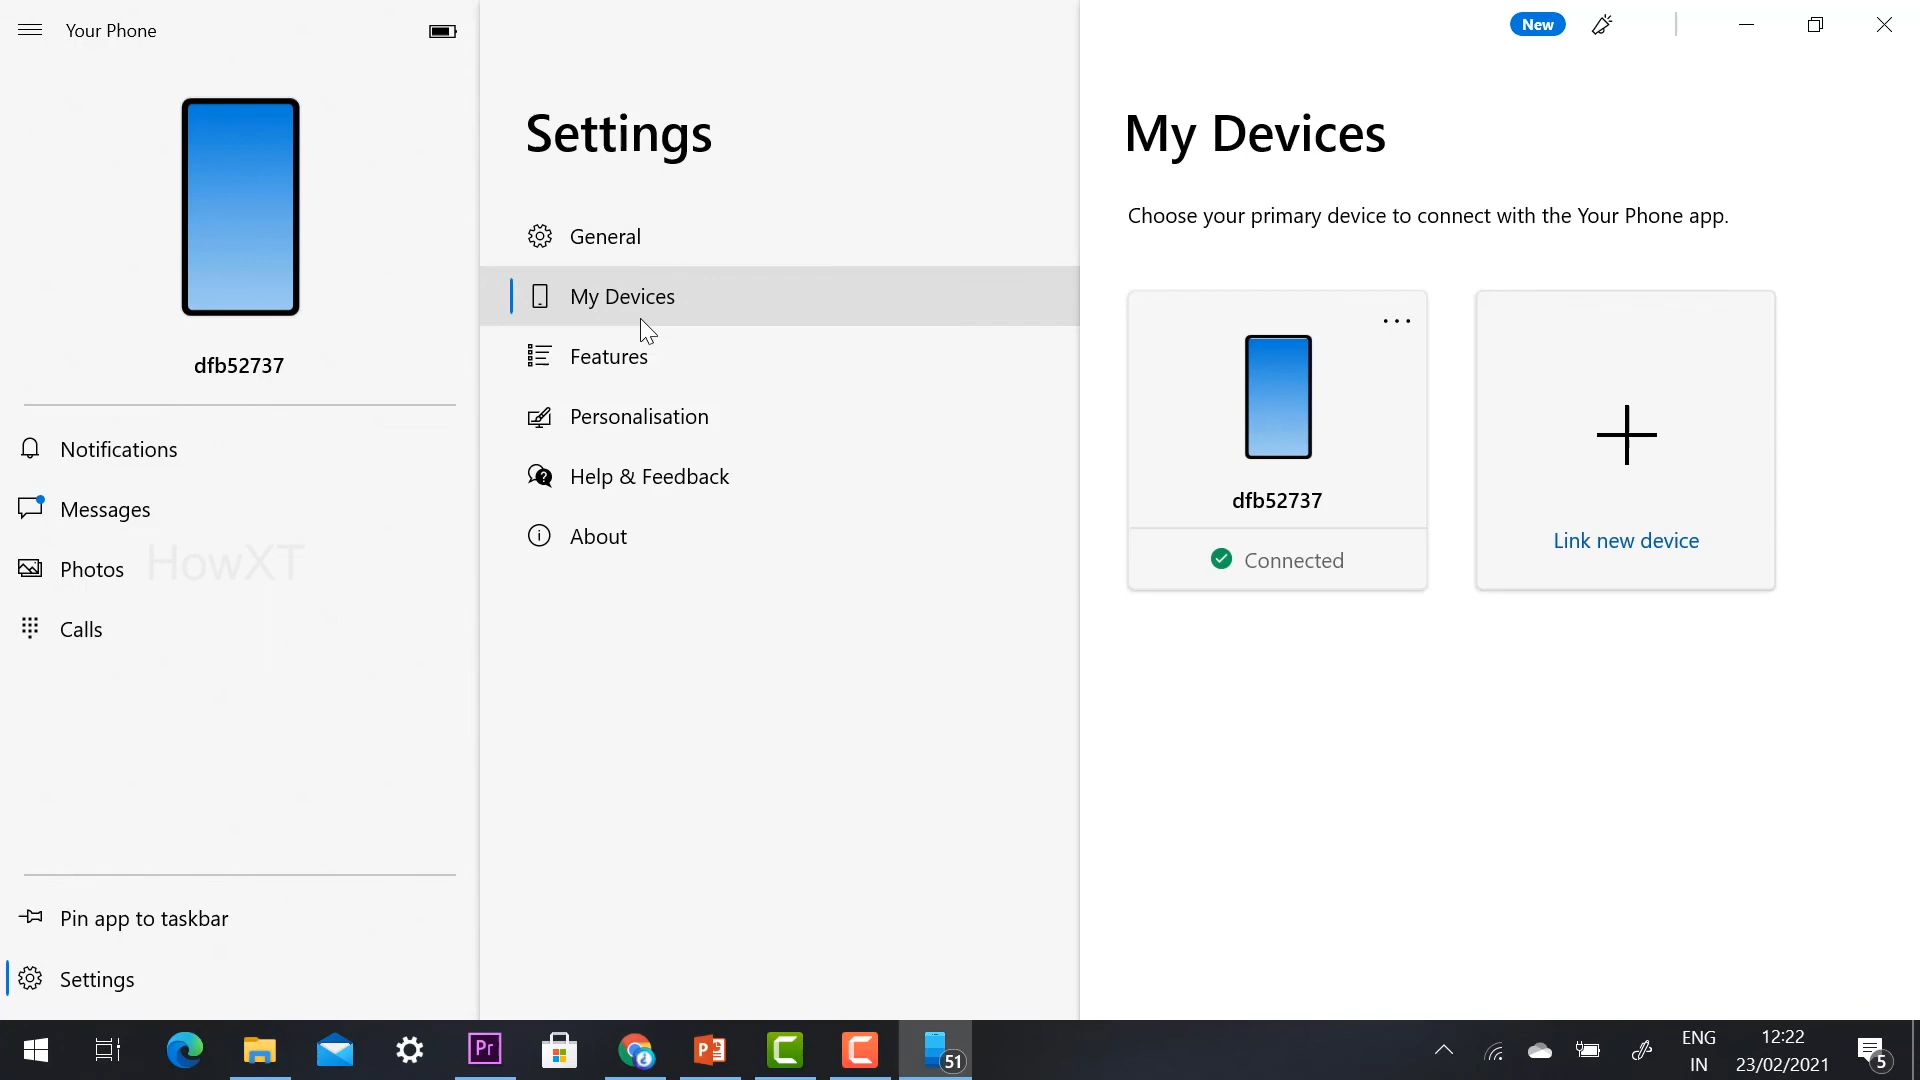 Your Phone
dfb52737
Notifications
Messages
Photos
Calls
HowXT
Pin app to taskbar
Settings
Settings
General
My Devices
Features
Personalisation
Help & Feedback
About
New
My Devices
Choose your primary device to connect with the Your Phone app.
dfb52737
Connected
Link new device
Pr
51
ENG
IN
12:22
23/02/2021
5